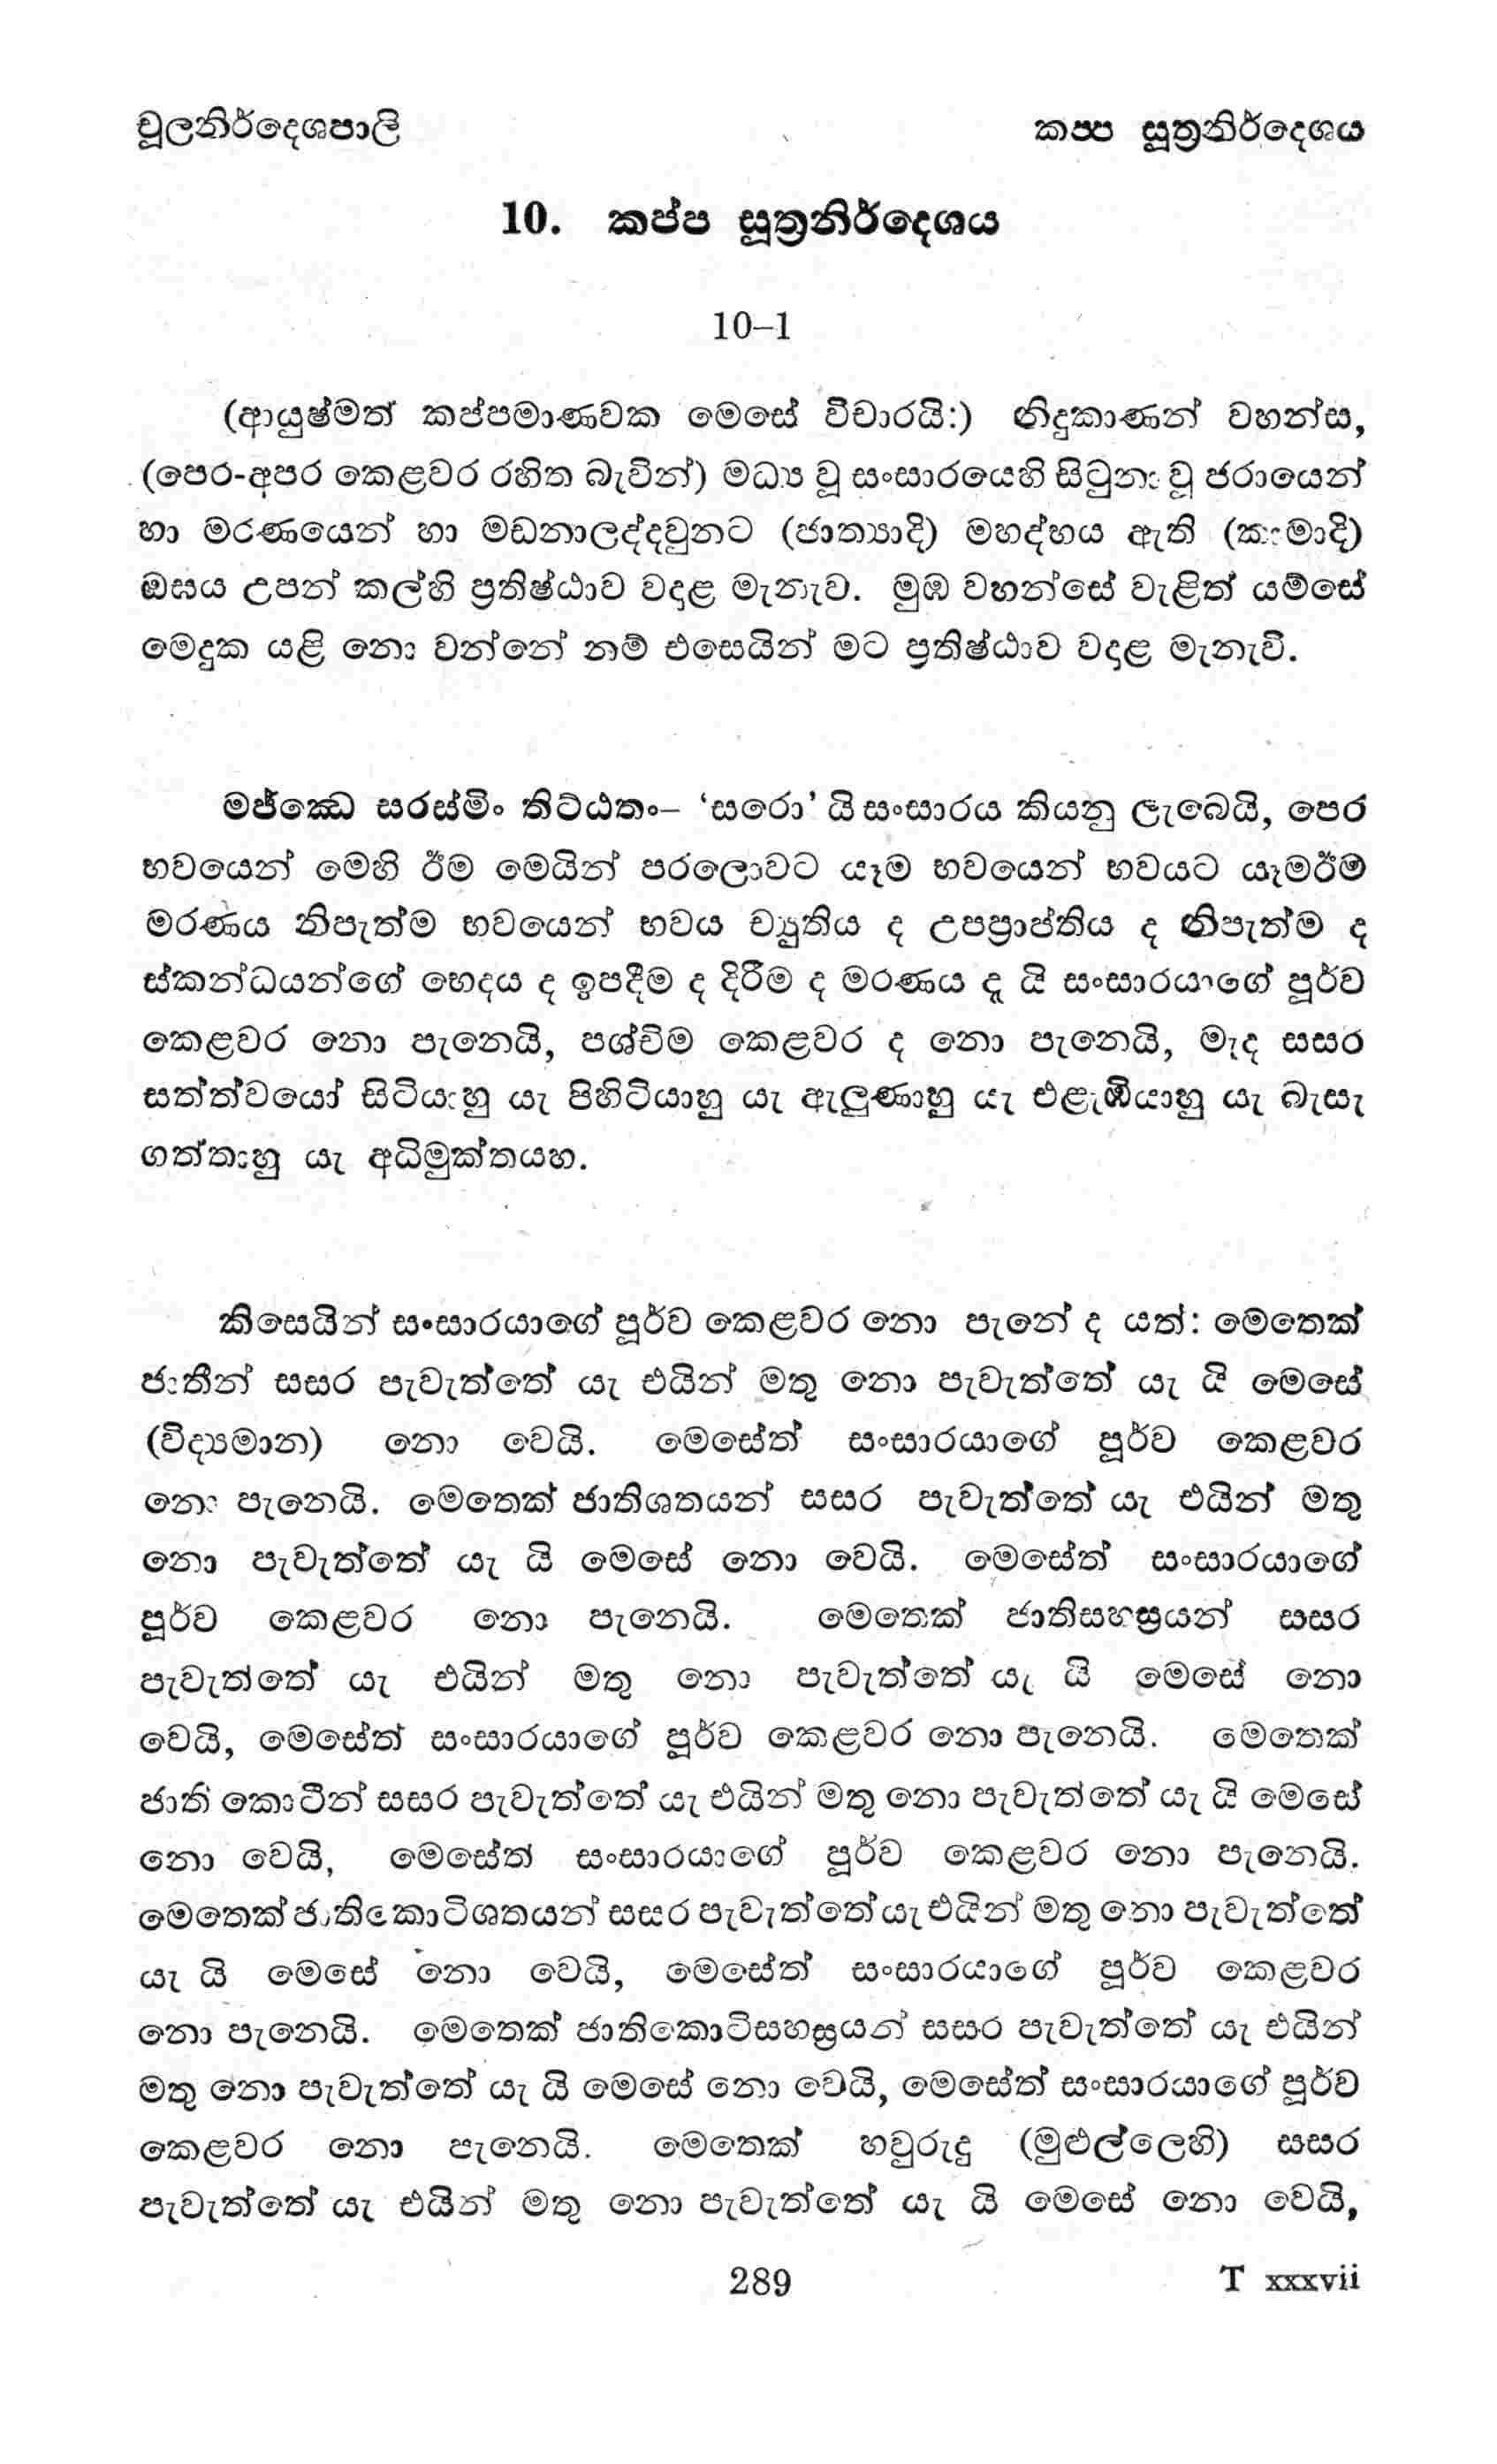 චූලනිර්දෙශපාලි
කප්ප සූත්‍රනිර්දෙශය
10. කප්ප සූත්‍රනිර්දෙශය
10–1
(ආයුෂ්මත් කප්පමාණවක මෙසේ විචාරයි:) නිදුකාණන් වහන්ස,
(පෙර-අපර කෙළවර රහිත බැවින්) මධ්‍ය වූ සංසාරයෙහි සිටුනා වූ ජරායෙන්
හා මරණයෙන් හා මඩනාලද්දවුනට (ජාත්‍යාදි) මහද්භය ඇති (කාමාදි)
ඔඝය උපන් කල්හි ප්‍රතිෂ්ඨාව වදාළ මැනැව. මුඹ වහන්සේ වැළිත් යම්සේ
මෙදුක යළි නො වන්නේ නම් එසෙයින් මට ප්‍රතිෂ්ඨාව වදාළ මැනැවි.
මජ්ඣෙ සරස්මිං තිට්ඨතං– ‘සරො’ යි සංසාරය කියනු ලැබෙයි, පෙර
භවයෙන් මෙහි ඊම මෙයින් පරලොවට යෑම භවයෙන් භවයට යෑමඊම
මරණය නිපැත්ම භවයෙන් භවය ච්‍යුතිය ද උපප්‍රාප්තිය ද නිපැත්ම ද
ස්කන්ධයන්ගේ භෙදය ද ඉපදීම ද දිරීම ද මරණය දැ යි සංසාරයාගේ පූර්ව
කෙළවර නො පැනෙයි, පශ්චිම කෙළවර ද නො පැනෙයි, මැද සසර
සත්ත්වයෝ සිටියාහු යැ පිහිටියාහු යැ ඇලුණාහු යැ එළැඹියාහු යැ බැසැ
ගත්තාහු යැ අධිමුක්තයහ.
කිසෙයින් සංසාරයාගේ පූර්ව කෙළවර නො පැනේ ද යත්: මෙතෙක්
ජාතීන් සසර පැවැත්තේ යැ එයින් මතු නො පැවැත්තේ යැ යි මෙසේ
(විද්‍යමාන) නො වෙයි. මෙසේත් සංසාරයාගේ පූර්ව කෙළවර
නො පැනෙයි. මෙතෙක් ජාතිශතයන් සසර පැවැත්තේ යැ එයින් මතු
නො පැවැත්තේ යැ යි මෙසේ නො වෙයි. මෙසේත් සංසාරයාගේ
පූර්ව කෙළවර නො පැනෙයි. මෙතෙක් ජාතිසහස්‍රයන් සසර
පැවැත්තේ යැ එයින් මතු නො පැවැත්තේ යැ යි මෙසේ නො
වෙයි, මෙසේත් සංසාරයාගේ පූර්ව කෙළවර නො පැනෙයි. මෙතෙක්
ජාති කොටීන් සසර පැවැත්තේ යැ එයින් මතු නො පැවැත්තේ යැ යි මෙසේ
නො වෙයි, මෙසේත් සංසාරයාගේ පූර්ව කෙළවර නො පැනෙයි.
මෙතෙක් ජාතිකොටිශතයන් සසර පැවැත්තේ යැ එයින් මතු නො පැවැත්තේ
යැ යි මෙසේ නො වෙයි, මෙසේත් සංසාරයාගේ පූර්ව කෙළවර
නො පැනෙයි. මෙතෙක් ජාතිකොටිසහස්‍රයන් සසර පැවැත්තේ යැ එයින්
මතු නො පැවැත්තේ යැ යි මෙසේ නො වෙයි, මෙසේත් සංසාරයාගේ පූර්ව
කෙළවර නො පැනෙයි. මෙතෙක් හවුරුදු (මුළුල්ලෙහි) සසර
පැවැත්තේ යැ එයින් මතු නො පැවැත්තේ යැ යි මෙසේ නො වෙයි,
289
T xxxvii